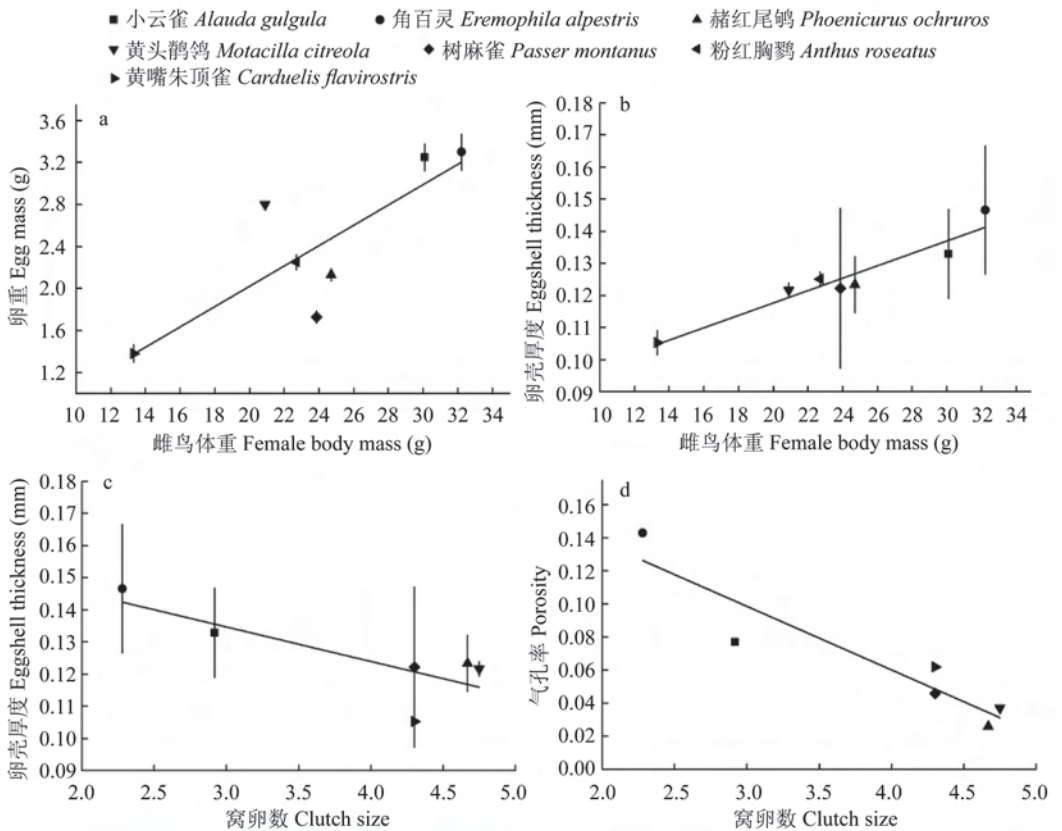 小云雀 Alauda gulgula 角百灵 Eremophila alpestris 赭红尾鸲 Phoenicurus ochruros
黄头鹡鸰 Motacilla citreola 树麻雀 Passer montanus 粉红胸鹨 Anthus roseatus
黄嘴朱顶雀 Carduelis flavirostris
a
卵重 Egg mass (g)
3.6
3.2
2.8
2.4
2.0
1.6
1.2
10 14 18 22 26 30 34
雌鸟体重 Female body mass (g)
b
卵壳厚度 Eggshell thickness (mm)
0.18
0.17
0.16
0.15
0.14
0.13
0.12
0.11
0.10
0.09
10 12 14 16 18 20 22 24 26 28 30 32 34
雌鸟体重 Female body mass (g)
c
卵壳厚度 Eggshell thickness (mm)
0.18
0.17
0.16
0.15
0.14
0.13
0.12
0.11
0.10
0.09
2.0 2.5 3.0 3.5 4.0 4.5 5.0
窝卵数 Clutch size
d
气孔率 Porosity
0.16
0.14
0.12
0.10
0.08
0.06
0.04
0.02
0.00
2.0 2.5 3.0 3.5 4.0 4.5 5.0
窝卵数 Clutch size